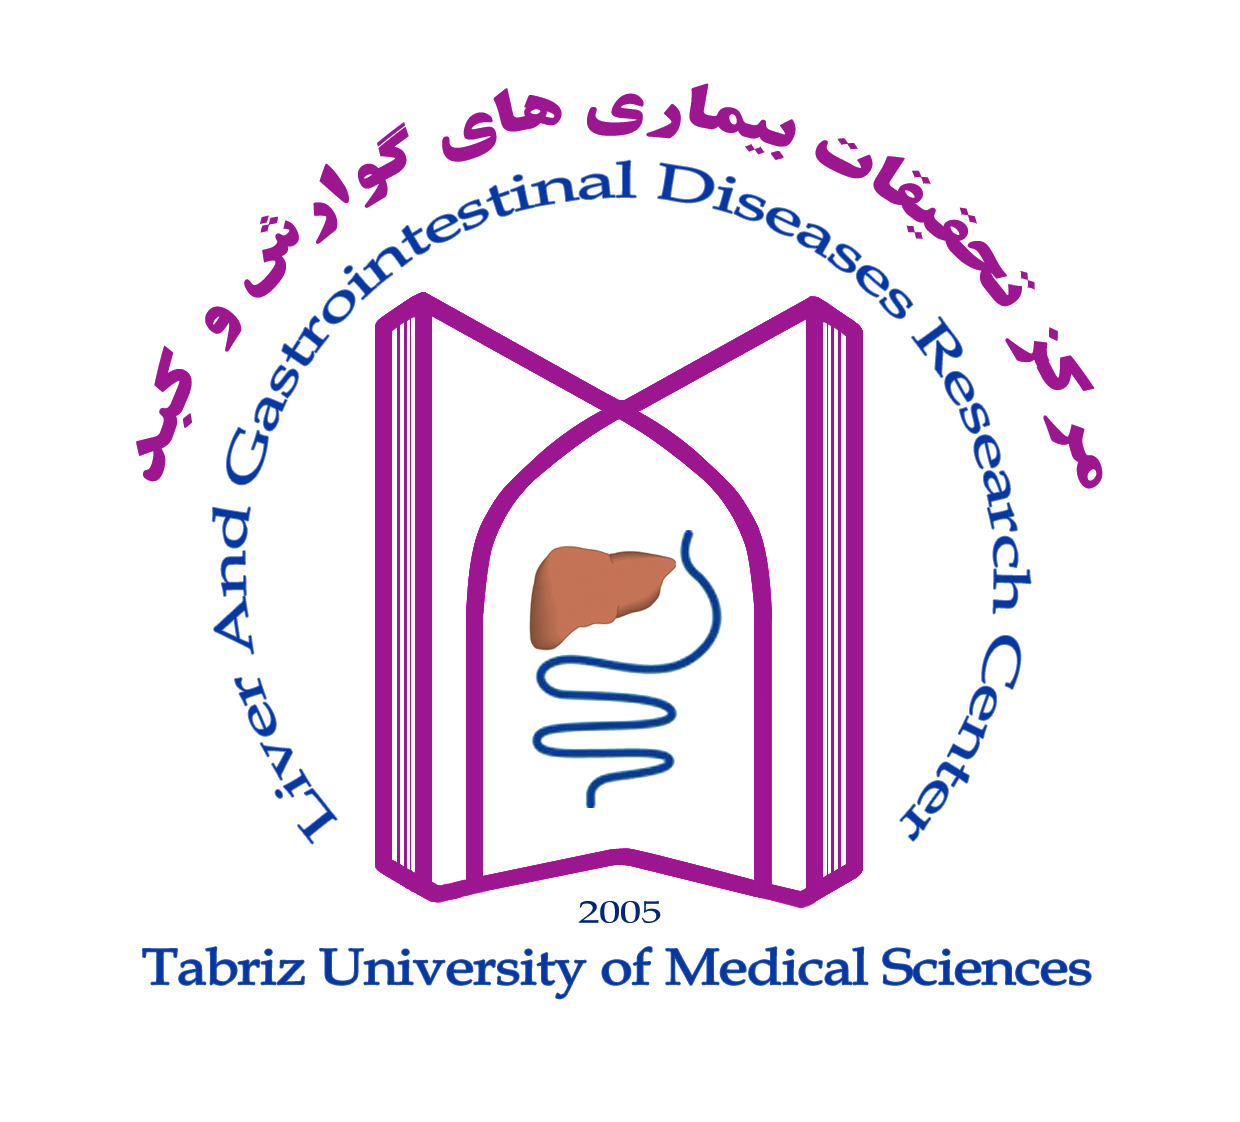 مرکز تحقیقات بیماری های گوارش و کبد
Liver And Gastrointestinal Diseases Research Center
2005
Tabriz University of Medical Sciences